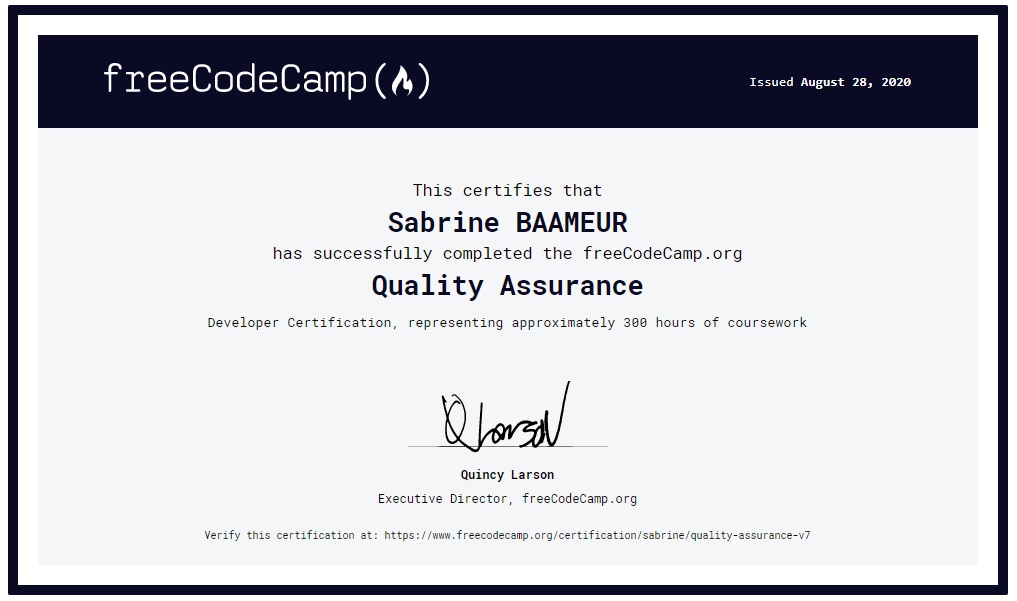 freeCodeCamp(🔥)
Issued August 28, 2020
This certifies that
Sabrine BAAMEUR
has successfully completed the freeCodeCamp.org
Quality Assurance
Developer Certification, representing approximately 300 hours of coursework
QLarson
Quincy Larson
Executive Director, freeCodeCamp.org
Verify this certification at: https://www.freecodecamp.org/certification/sabrine/quality-assurance-v7